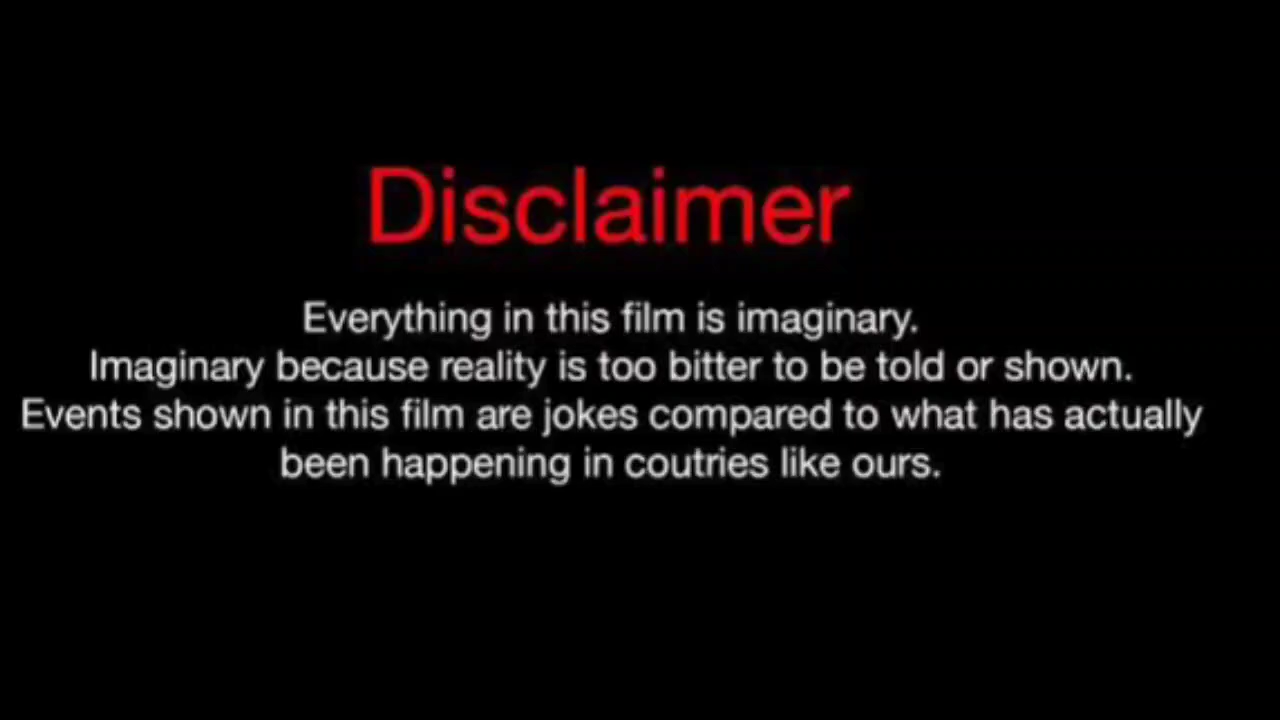 Disclaimer
Everything in this film is imaginary.
Imaginary because reality is too bitter to be told or shown.
Events shown in this film are jokes compared to what has actually
been happening in coutries like ours.